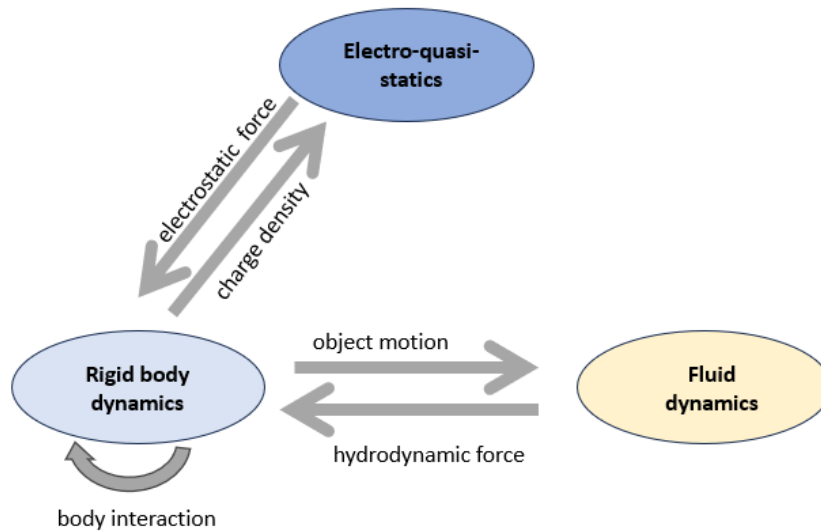 Electro-quasi-
statics
electrostatic force
charge density
object motion
Rigid body
dynamics
Fluid
dynamics
hydrodynamic force
body interaction